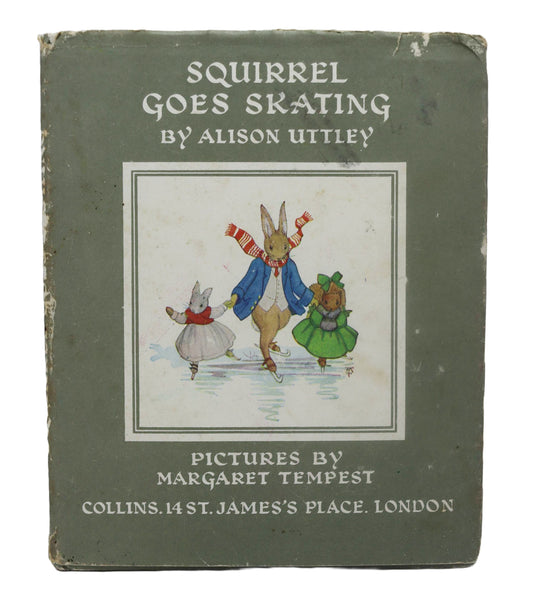 SQUIRREL
GOES SKATING
BY ALISON UTTLEY
PICTURES BY
MARGARET TEMPEST
COLLINS. 14 ST. JAMES'S PLACE. LONDON